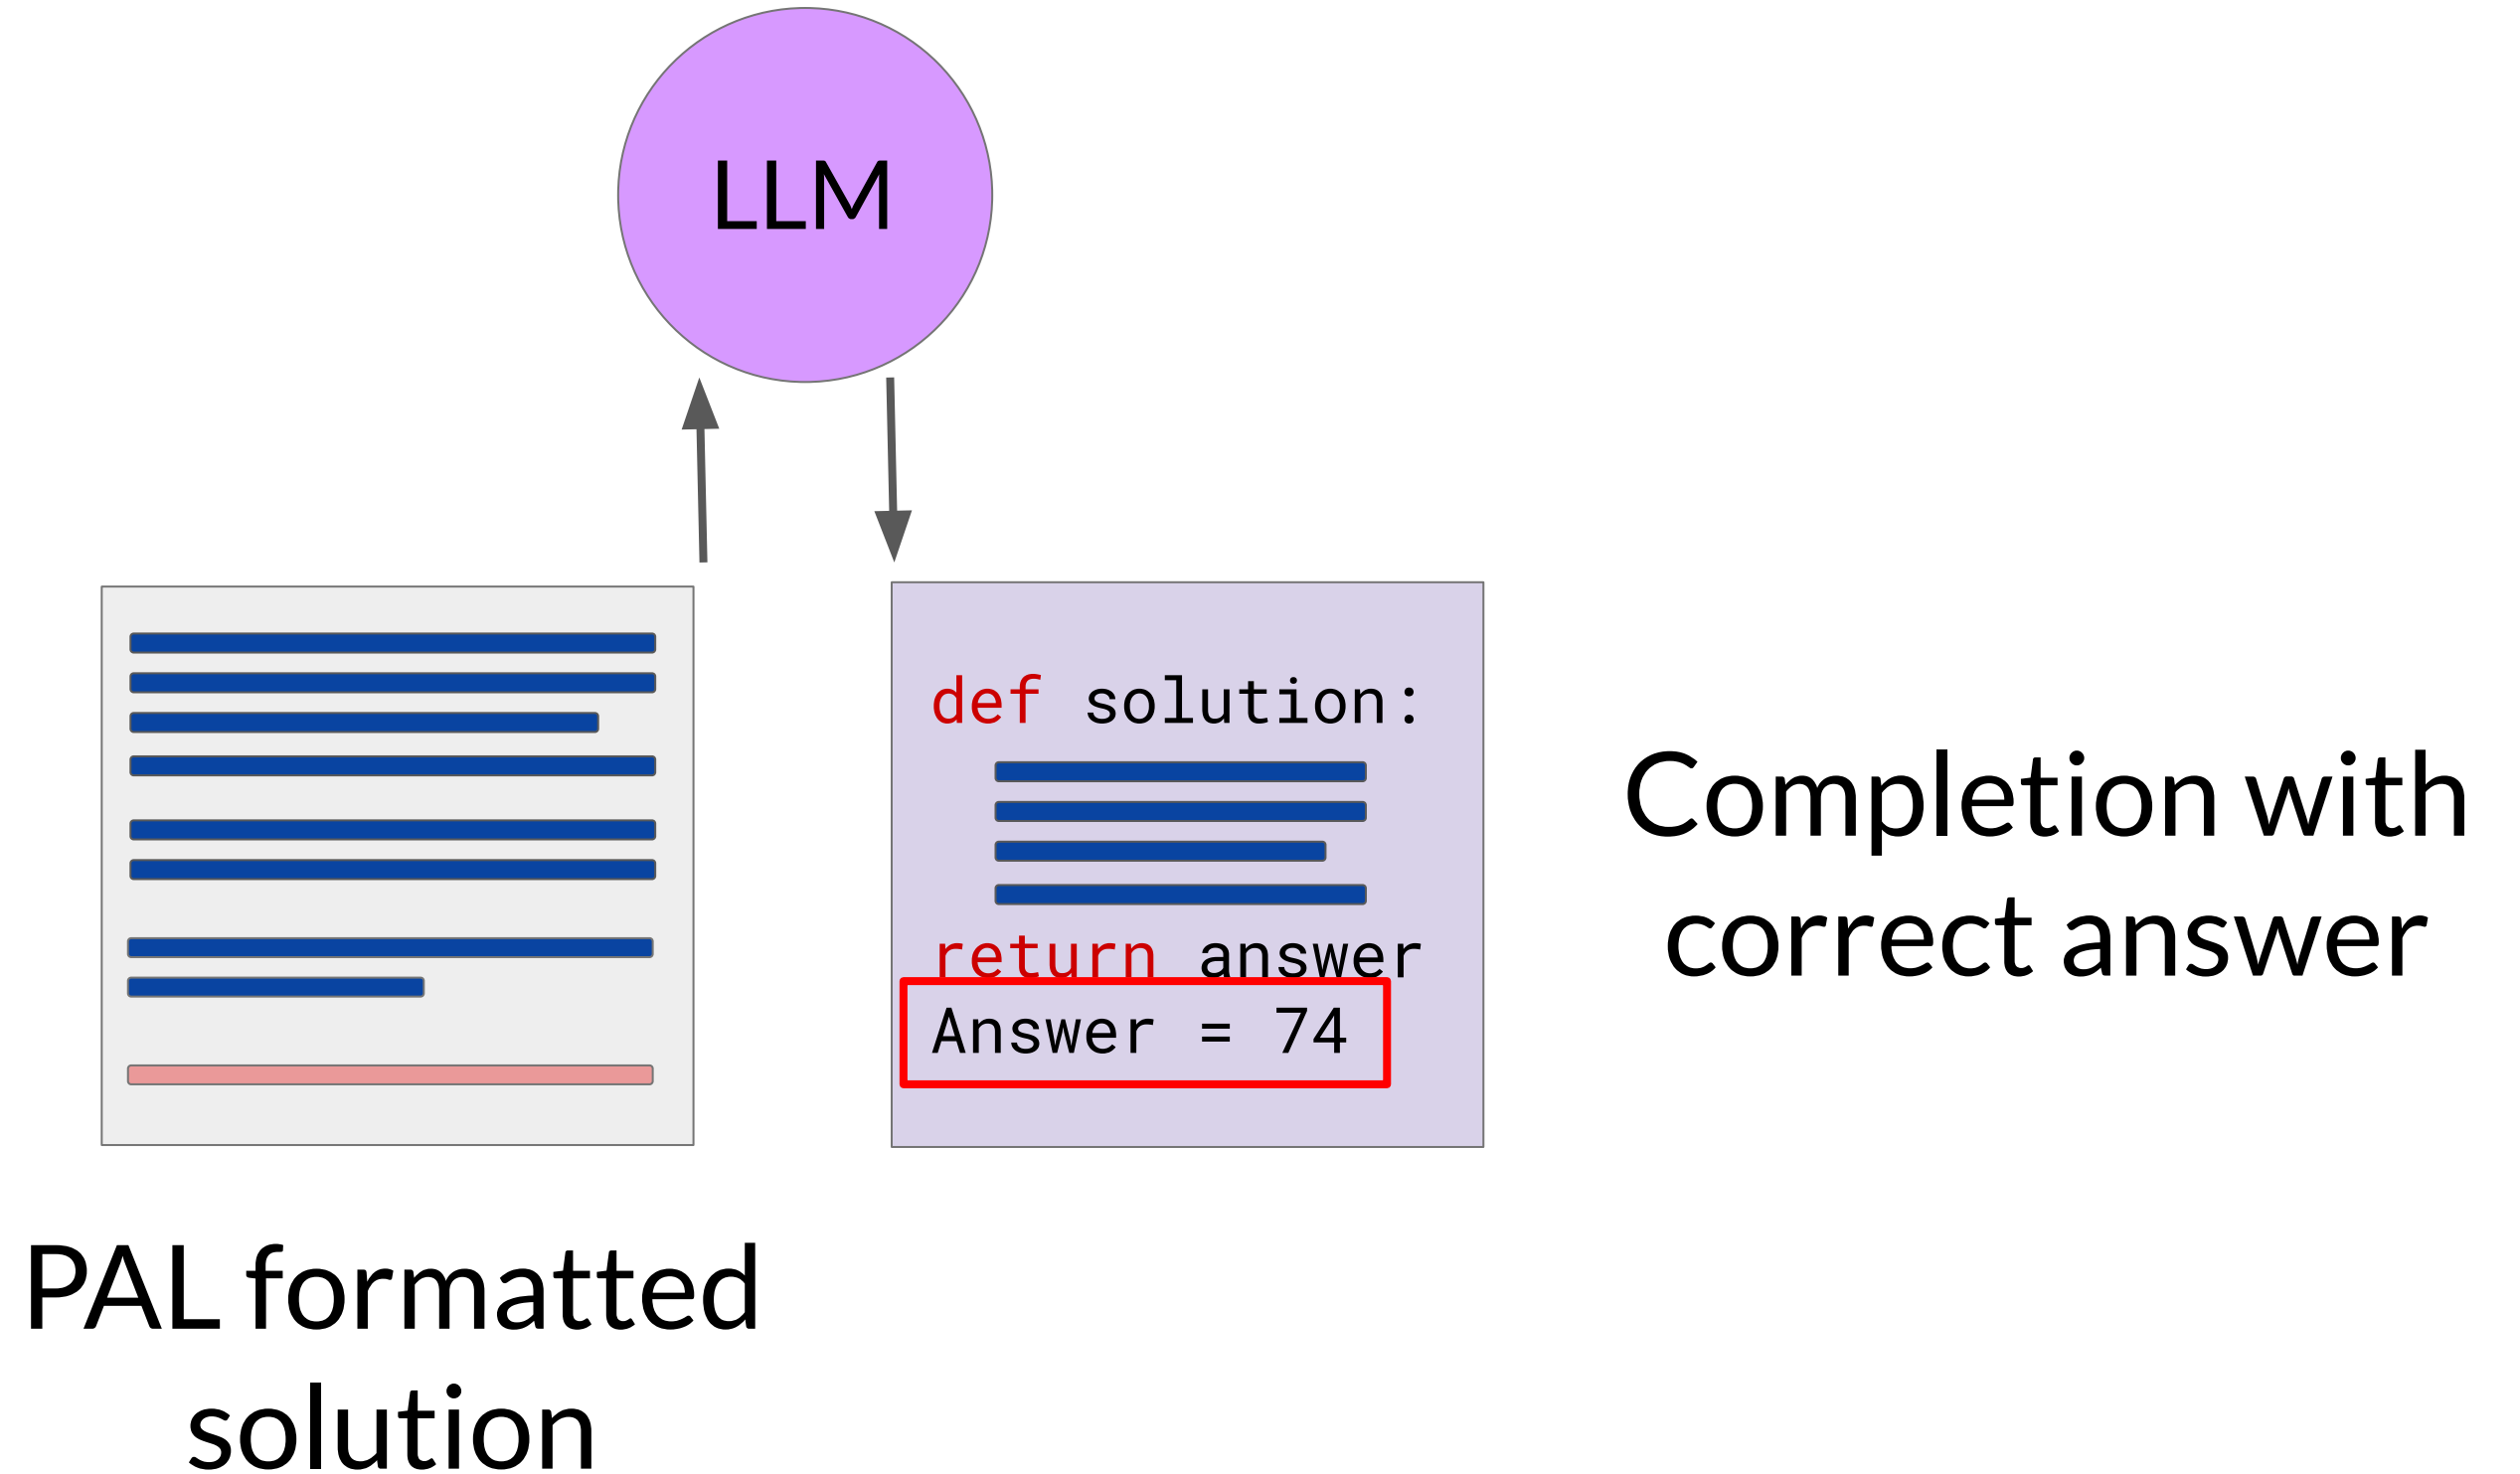 LLM
def solution:
return answer
Answer = 74
Completion with
correct answer
PAL formatted
solution